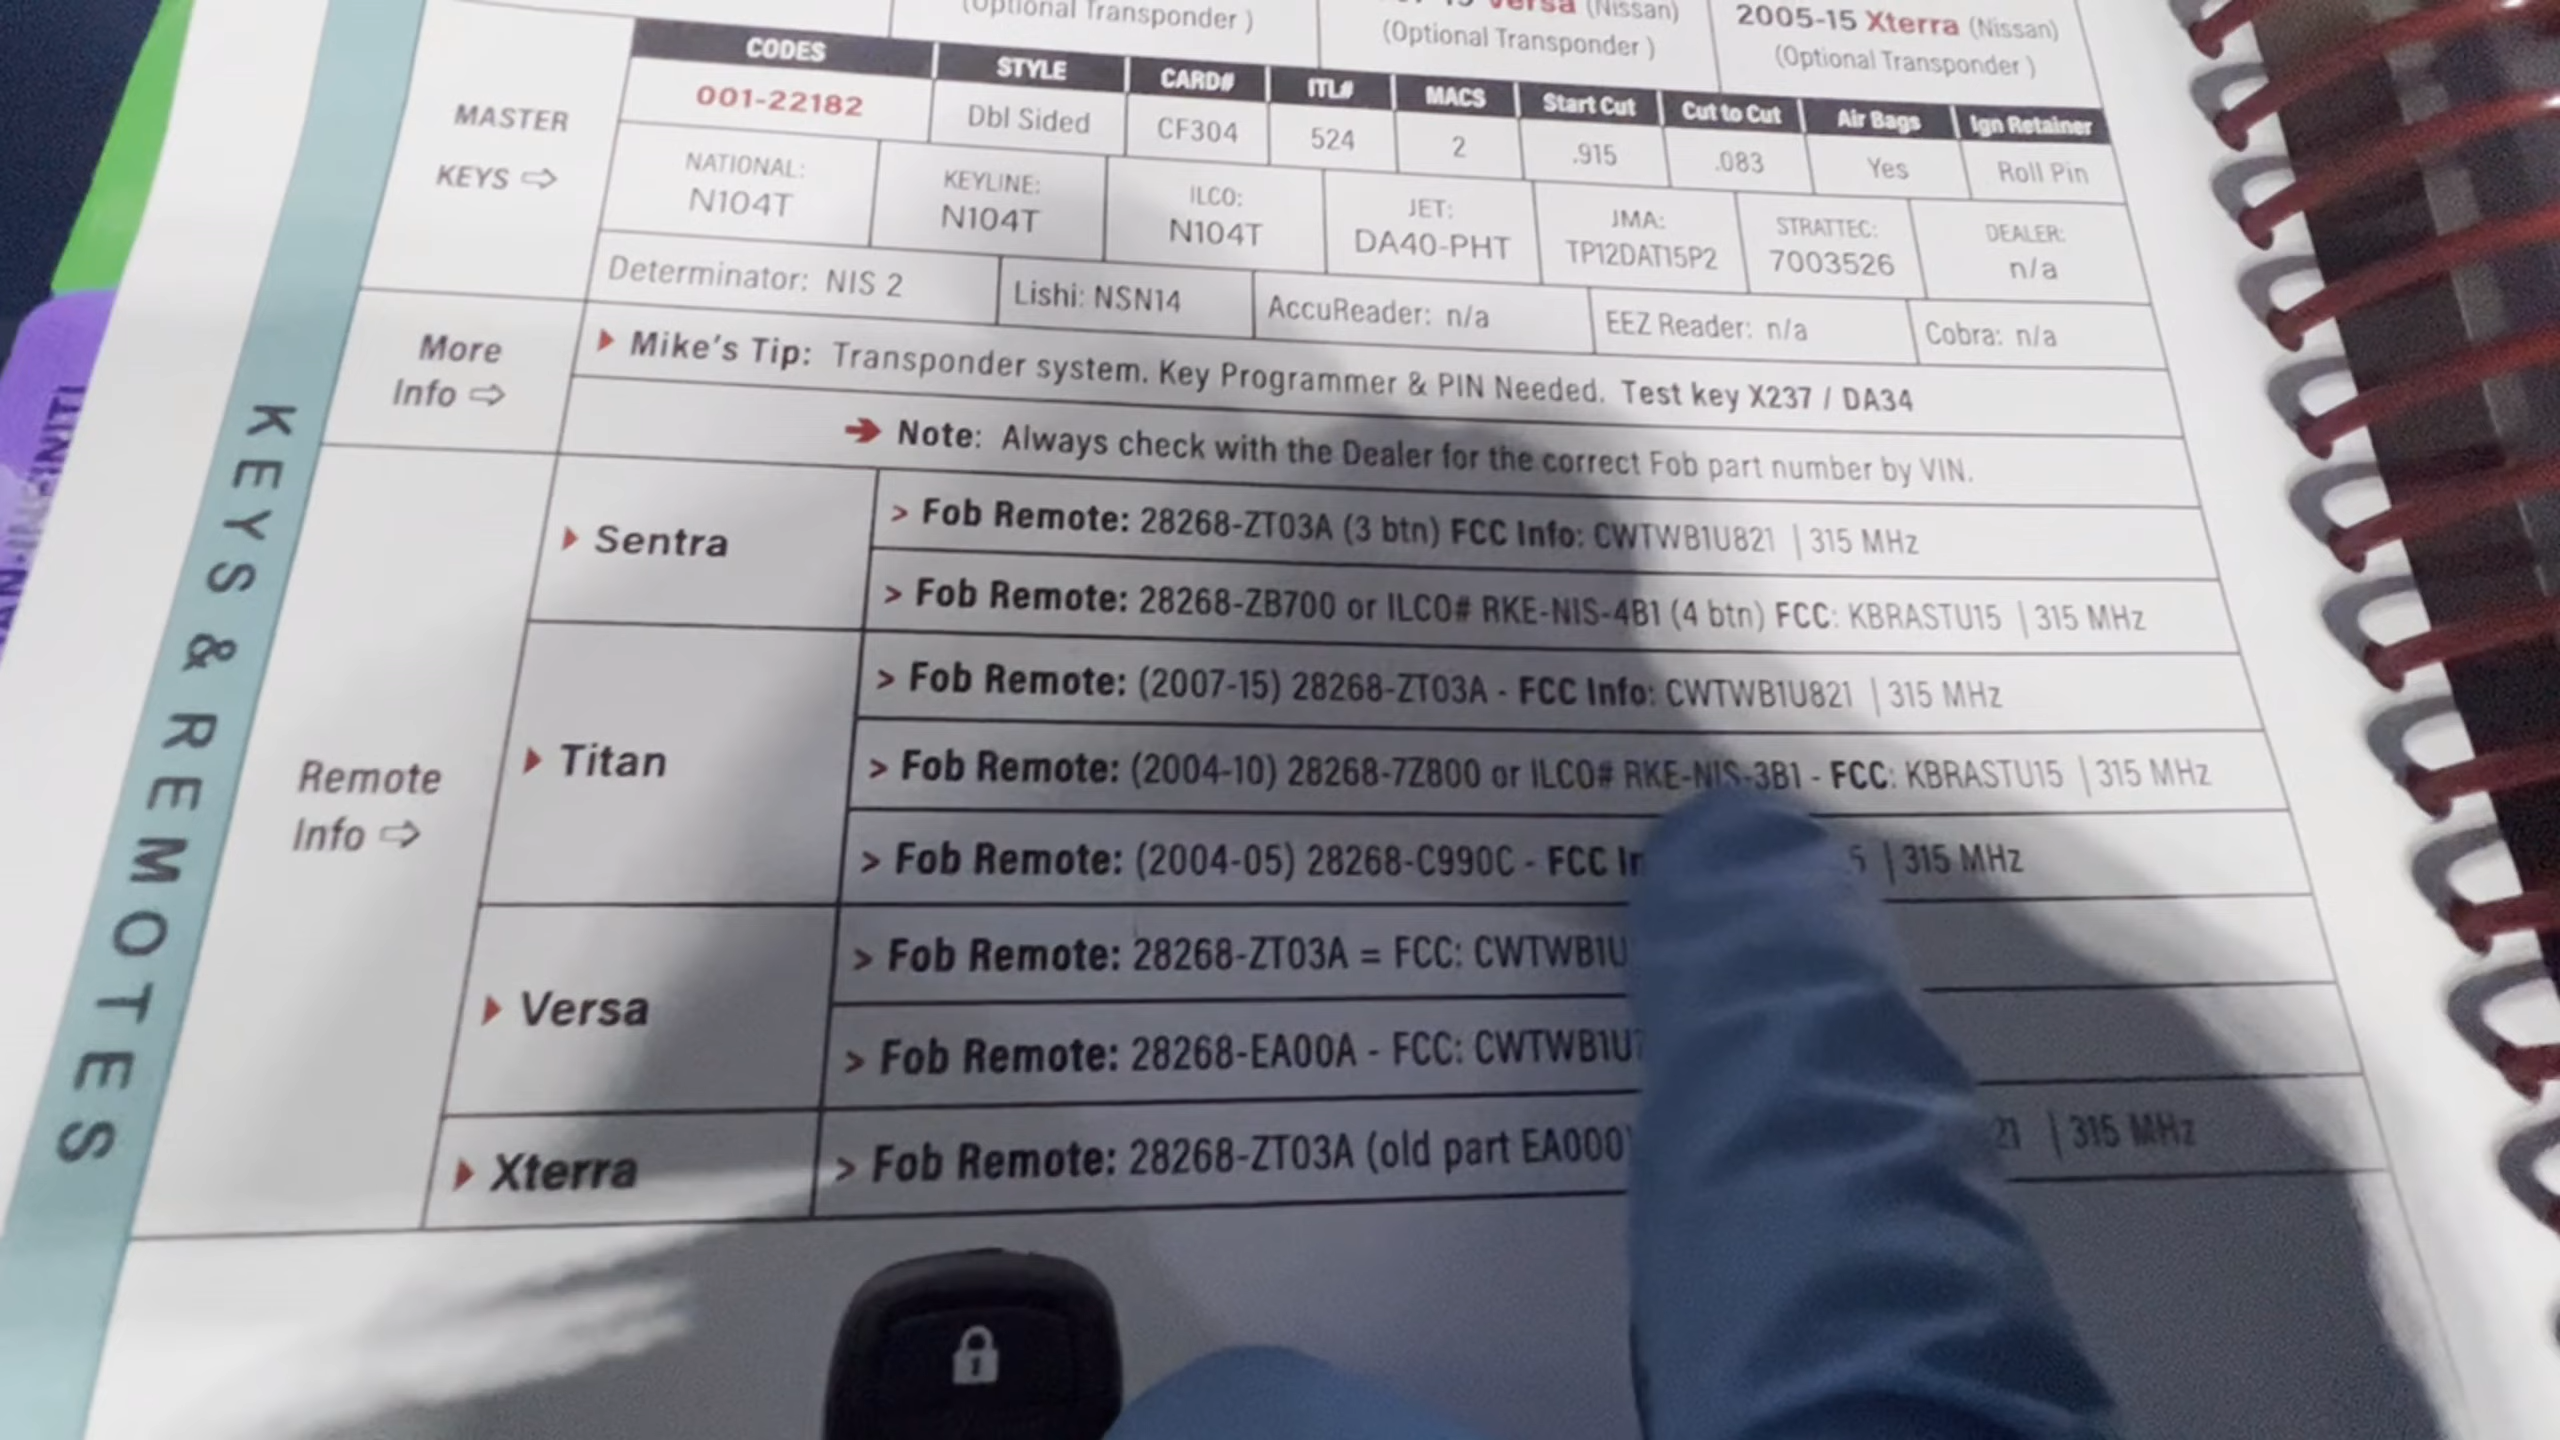 (Optional Transponder )
Versa (Nissan)
(Optional Transponder )
2005-15 Xterra (Nissan)
(Optional Transponder )
CODES STYLE CARD# ITL# MACS Start Cut Cut to Cut Air Bags Ign Retainer
MASTER
KEYS ⇨
001-22182 Dbl Sided CF304 524 2 .915 .083 Yes Roll Pin
NATIONAL: KEYLINE: ILCO: JET: JMA: STRATTEC: DEALER:
N104T N104T N104T DA40-PHT TP12DAT15P2 7003526 n/a
Determinator: NIS 2 Lishi: NSN14 AccuReader: n/a EEZ Reader: n/a Cobra: n/a
More
Info ⇨
Mike's Tip: Transponder system. Key Programmer & PIN Needed. Test key X237 / DA34
➔ Note: Always check with the Dealer for the correct Fob part number by VIN.
KEYS & REMOTES
Remote
Info ⇨
Sentra
> Fob Remote: 28268-ZT03A (3 btn) FCC Info: CWTWB1U821 | 315 MHz
> Fob Remote: 28268-ZB700 or ILCO# RKE-NIS-4B1 (4 btn) FCC: KBRASTU15 | 315 MHz
Titan
> Fob Remote: (2007-15) 28268-ZT03A - FCC Info: CWTWB1U821 | 315 MHz
> Fob Remote: (2004-10) 28268-7Z800 or ILCO# RKE-NIS-3B1 - FCC: KBRASTU15 | 315 MHz
> Fob Remote: (2004-05) 28268-C990C - FCC | 315 MHz
Versa
> Fob Remote: 28268-ZT03A = FCC: CWTWB1U
> Fob Remote: 28268-EA00A - FCC: CWTWB1U
Xterra
> Fob Remote: 28268-ZT03A (old part EA000 21 | 315 MHz